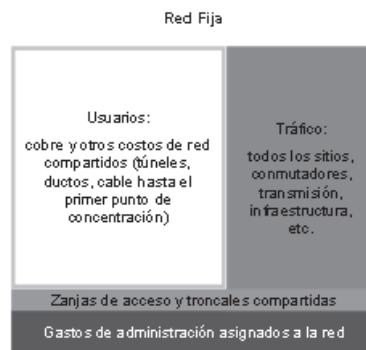 Red Fija
Usuarios:
cobre y otros costos de red
compartidos (túneles,
ductos, cable hasta el
primer punto de
concentración)
Tráfico:
todos los sitios,
conmutadores,
transmisión,
infraestructura,
etc.
Zanjas de acceso y troncales compartidas
Gastos de administración asignados a la red